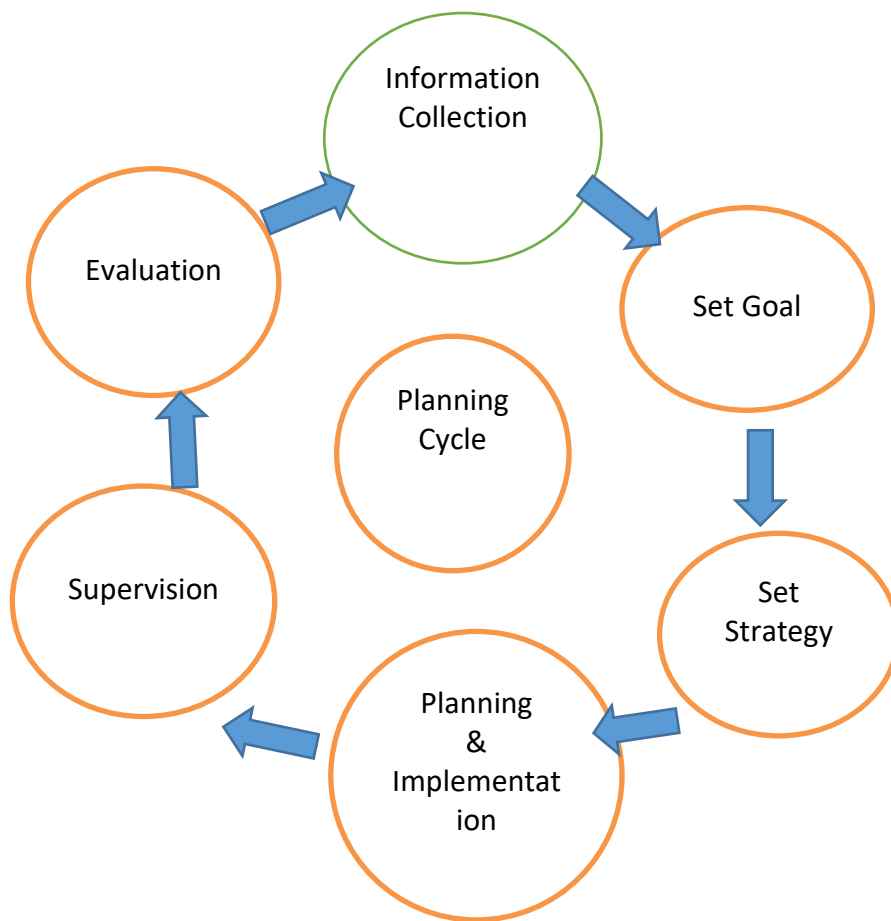 Information
Collection
Set Goal
Set
Strategy
Planning
&
Implementat
ion
Supervision
Evaluation
Planning
Cycle